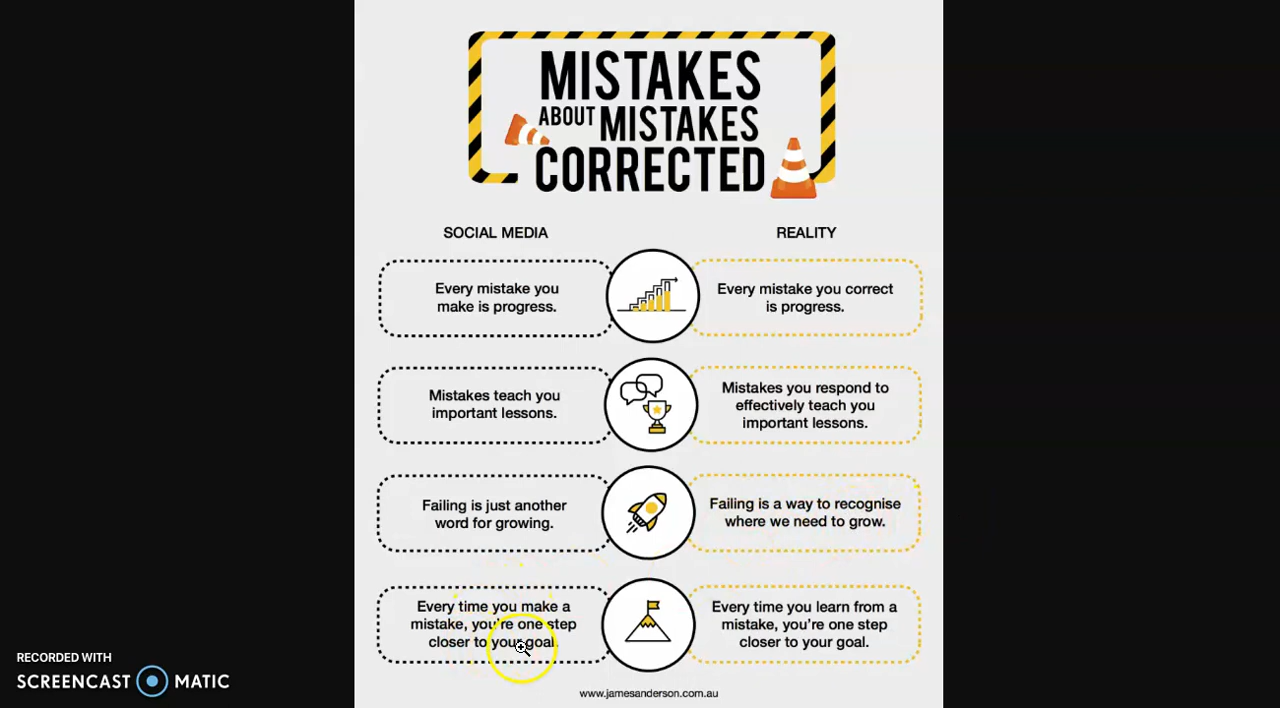 MISTAKES
ABOUT MISTAKES
CORRECTED
SOCIAL MEDIA
REALITY
Every mistake you
make is progress.
Every mistake you correct
is progress.
Mistakes teach you
important lessons.
Mistakes you respond to
effectively teach you
important lessons.
Failing is just another
word for growing.
Failing is a way to recognise
where we need to grow.
Every time you make a
mistake, you're one step
closer to your goal.
Every time you learn from a
mistake, you're one step
closer to your goal.
RECORDED WITH
SCREENCAST MATIC
www.jamesanderson.com.au